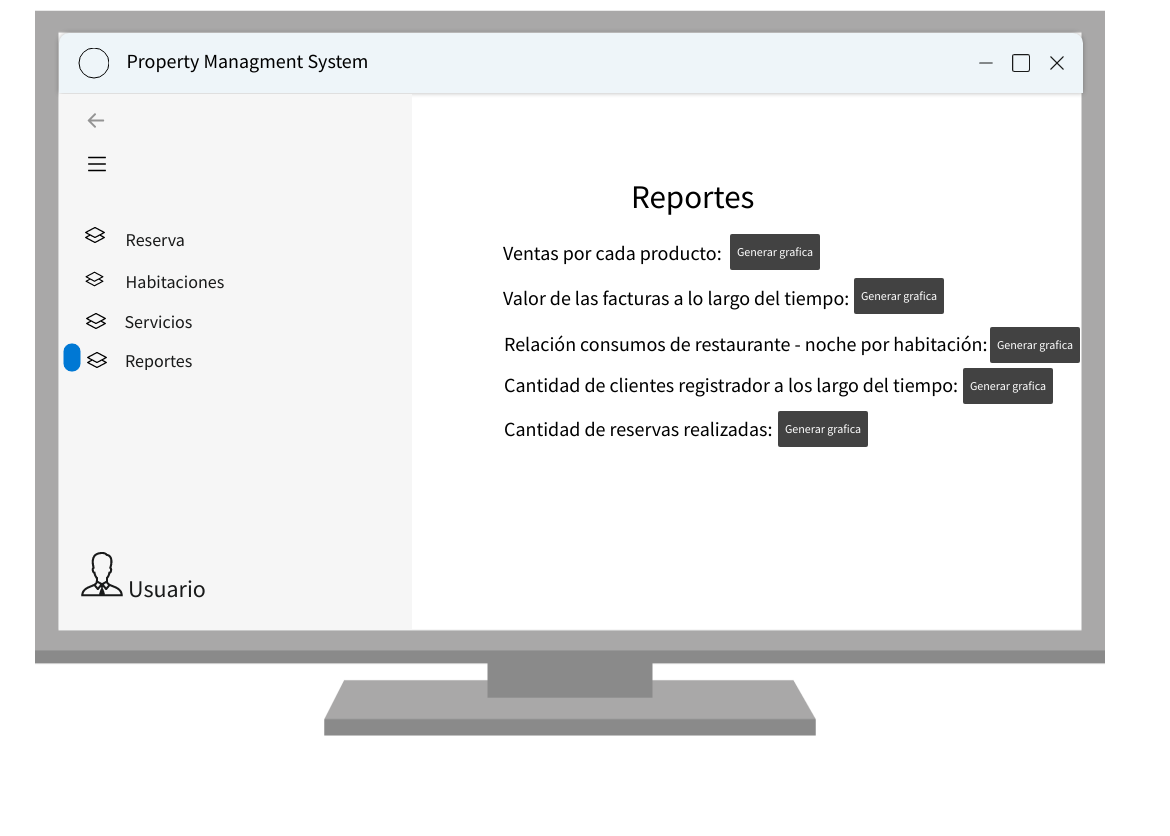 Property Managment System
Reserva
Habitaciones
Servicios
Reportes
Usuario
Reportes
Ventas por cada producto: Generar grafica
Valor de las facturas a lo largo del tiempo: Generar grafica
Relación consumos de restaurante - noche por habitación: Generar grafica
Cantidad de clientes registrador a los largo del tiempo: Generar grafica
Cantidad de reservas realizadas: Generar grafica